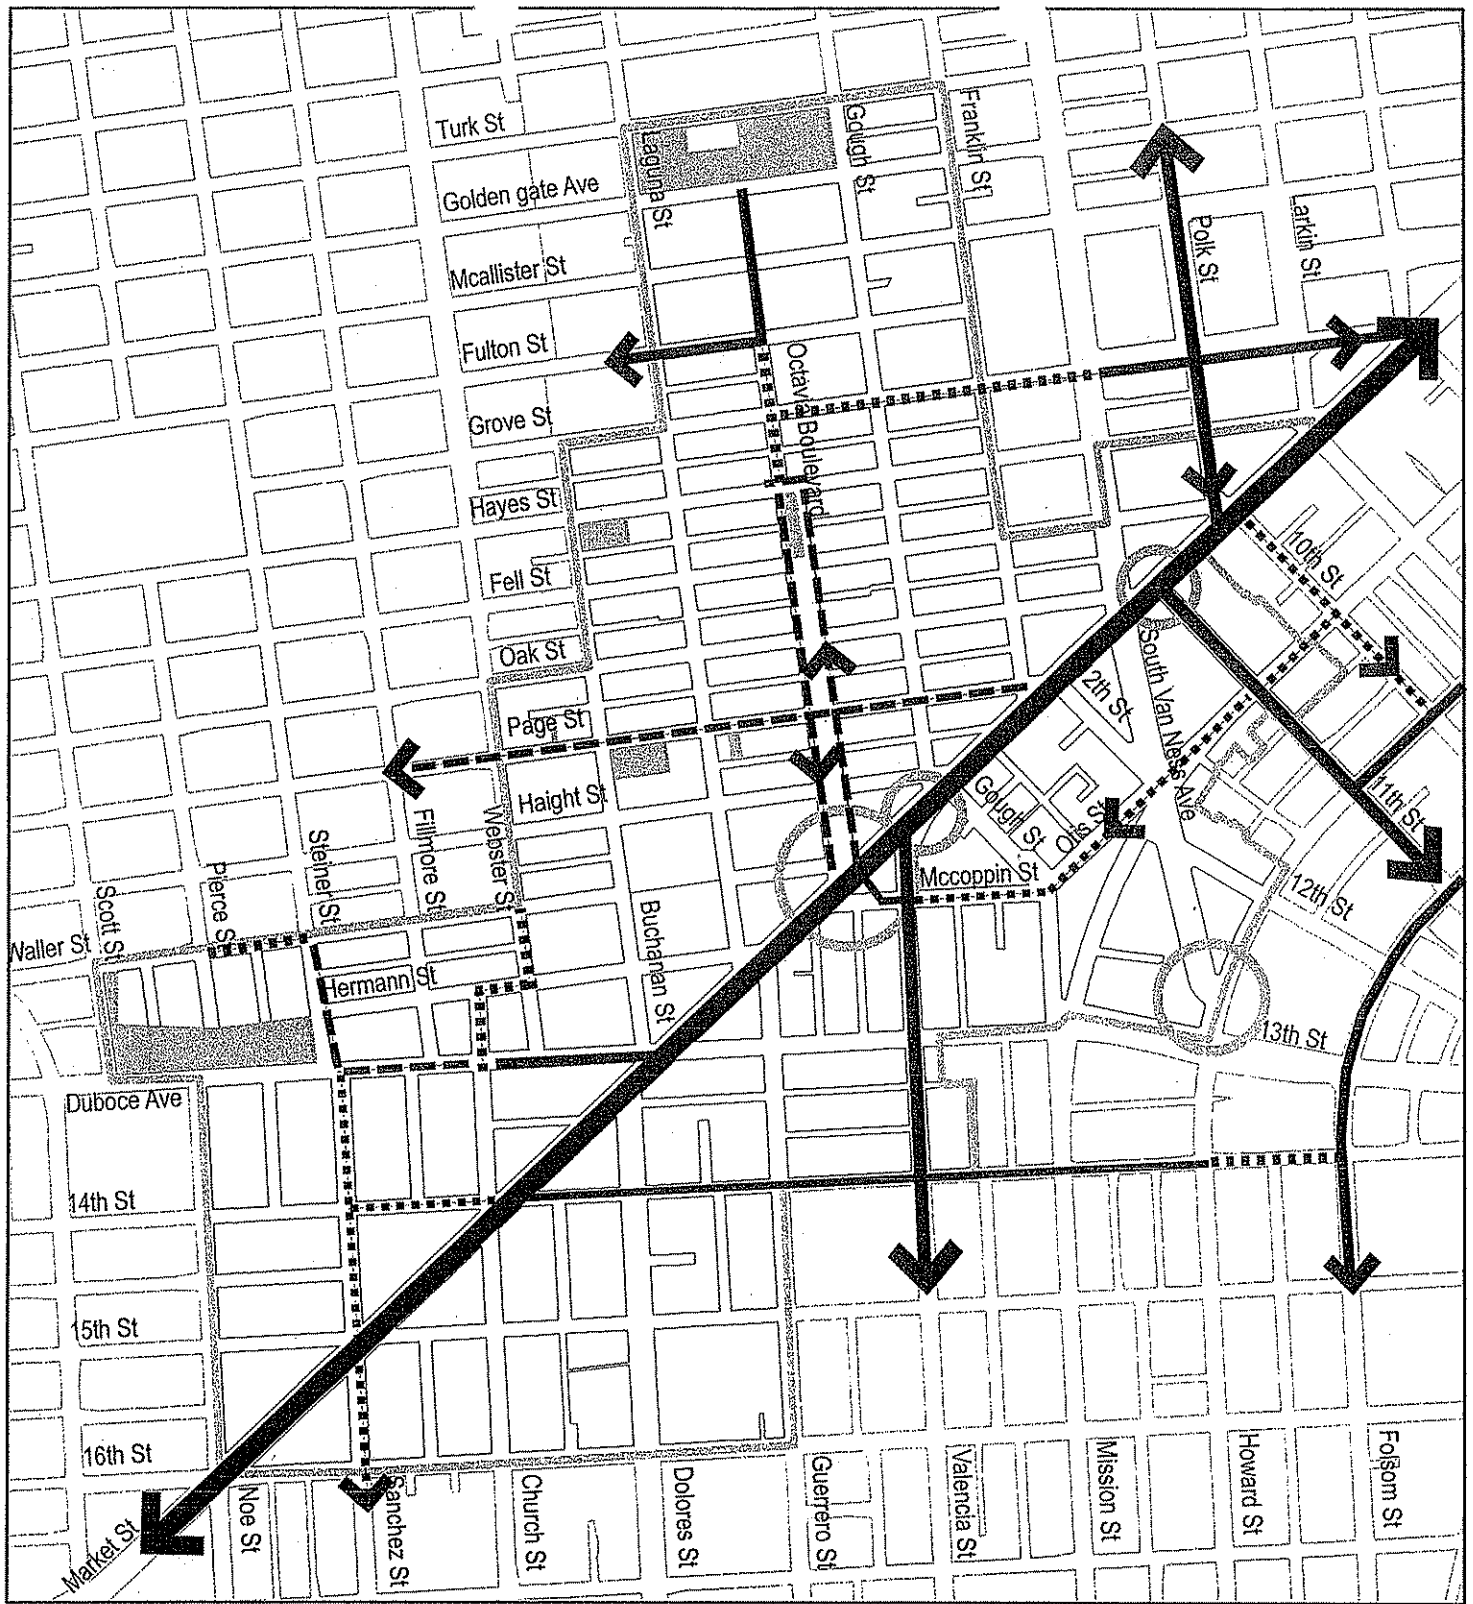 Turk St
Golden gate Ave
Mcallister St
Fulton St
Grove St
Hayes St
Fell St
Oak St
Page St
Haight St
Laguna St
Gough St
Franklin St
Polk St
Larkin St
Octavia Boulevard
10th St
South Van Ness Ave
2th St
Gough St
Otis St
11th St
Mccoppin St
12th St
13th St
Webster St
Fillmore St
Steiner St
Pierce S
Scott St
Waller St
Hermann St
Buchanan St
Duboce Ave
14th St
15th St
16th St
Market St
Noe St
Sanchez St
Church St
Dolores St
Guerrero St
Valencia St
Mission St
Howard St
Folsom St